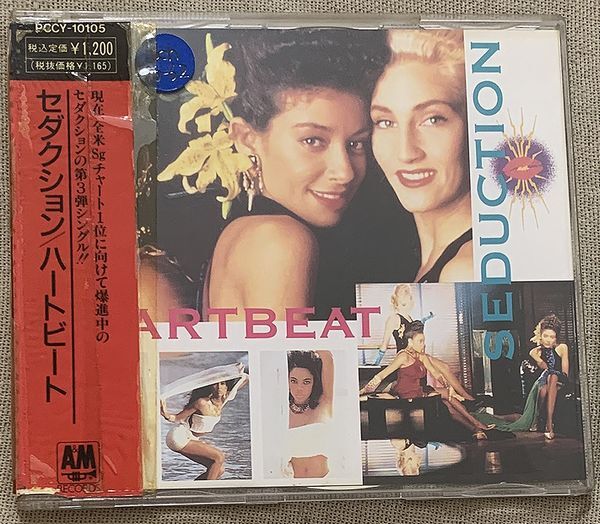 PCCY-10105
税込定価 ¥1,200
(税抜価格¥1,165)
現在全米Sgチャート1位に向けて爆進中の
セダクションの第3弾シングル!!
セダクション/ハートビート
A&M
RECORDS
ARTBEAT
SEDUCTION